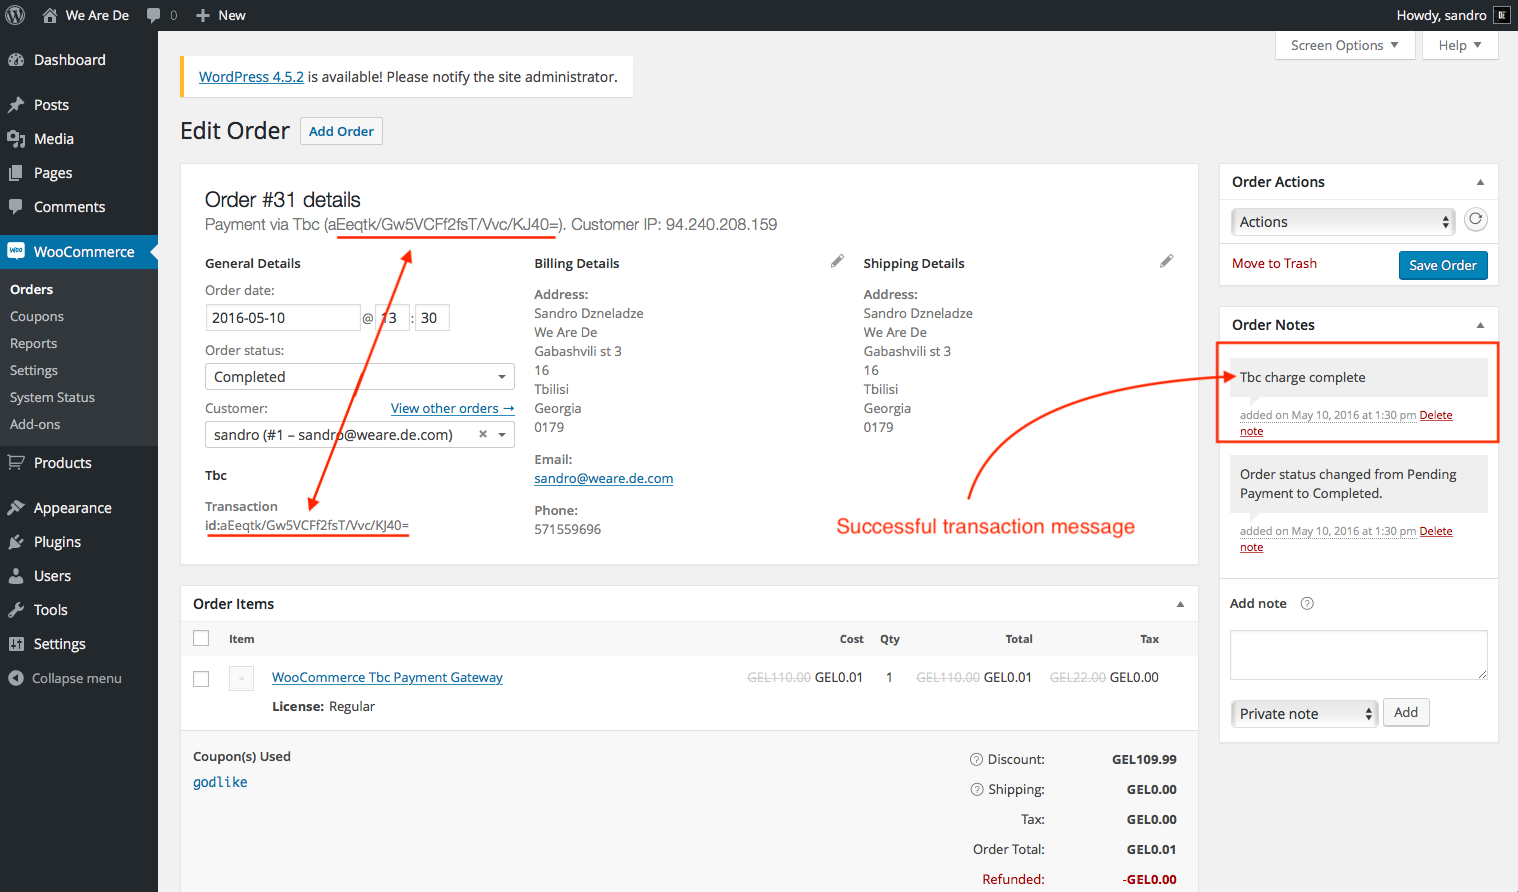 We Are De
0
New
Howdy, sandro
Dashboard
Posts
Media
Pages
Comments
WooCommerce
Orders
Coupons
Reports
Settings
System Status
Add-ons
Products
Appearance
Plugins
Users
Tools
Settings
Collapse menu
Screen Options
Help
WordPress 4.5.2 is available! Please notify the site administrator.
Edit Order
Add Order
Order #31 details
Payment via Tbc (aEeqtk/Gw5VCFf2fsT/Vvc/KJ40=). Customer IP: 94.240.208.159
General Details
Order date:
2016-05-10 @ 13 : 30
Order status:
Completed
Customer:
View other orders →
sandro (#1 – sandro@weare.de.com) ×
Tbc
Transaction
id:aEeqtk/Gw5VCFf2fsT/Vvc/KJ40=
Billing Details
Address:
Sandro Dzneladze
We Are De
Gabashvili st 3
16
Tbilisi
Georgia
0179
Email:
sandro@weare.de.com
Phone:
571559696
Shipping Details
Address:
Sandro Dzneladze
We Are De
Gabashvili st 3
16
Tbilisi
Georgia
0179
Successful transaction message
Order Items
Item Cost Qty Total Tax
WooCommerce Tbc Payment Gateway GEL110.00 GEL0.01 1 GEL110.00 GEL0.01 GEL22.00 GEL0.00
License: Regular
Coupon(s) Used
godlike
Discount: GEL109.99
Shipping: GEL0.00
Tax: GEL0.00
Order Total: GEL0.01
Refunded: -GEL0.00
Order Actions
Actions
Move to Trash
Save Order
Order Notes
Tbc charge complete
added on May 10, 2016 at 1:30 pm Delete
note
Order status changed from Pending
Payment to Completed.
added on May 10, 2016 at 1:30 pm Delete
note
Add note
Private note
Add